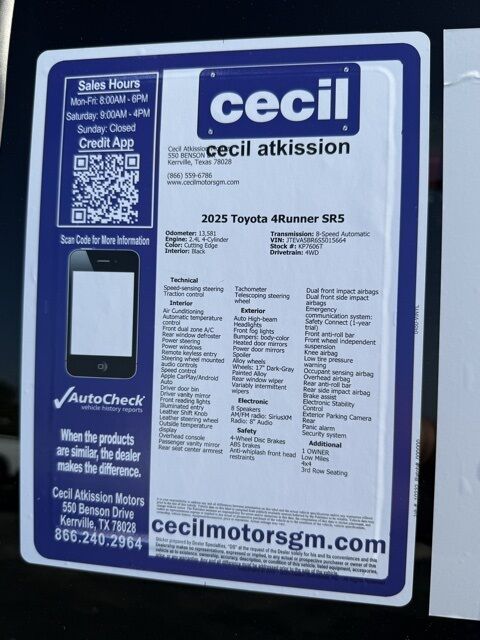 Sales Hours
Mon-Fri: 8:00AM - 6PM
Saturday: 9:00AM - 4PM
Sunday: Closed
Credit App
Scan Code for More Information
AutoCheck
vehicle history reports
When the products
are similar, the dealer
makes the difference.
Cecil Atkission Motors
550 Benson Drive
Kerrville, TX 78028
866.240.2964
cecil
cecil atkission
Cecil Atkission
550 BENSON
Kerrville, Texas 78028
(866) 559-6786
www.cecilmotorsgm.com
2025 Toyota 4Runner SR5
Odometer: 13,581
Engine: 2.4L 4-Cylinder
Color: Cutting Edge
Interior: Black
Transmission: 8-Speed Automatic
VIN: JTEVA5BR6S5015664
Stock #: KP7606T
Drivetrain: 4WD
Technical
Speed-sensing steering
Traction control
Interior
Air Conditioning
Automatic temperature
control
Front dual zone A/C
Rear window defroster
Power steering
Power windows
Remote keyless entry
Steering wheel mounted
audio controls
Speed control
Apple CarPlay/Android
Auto
Driver door bin
Driver vanity mirror
Front reading lights
Illuminated entry
Leather Shift Knob
Leather steering wheel
Outside temperature
display
Overhead console
Passenger vanity mirror
Rear seat center armrest
Tachometer
Telescoping steering
wheel
Exterior
Auto High-beam
Headlights
Front fog lights
Bumpers: body-color
Heated door mirrors
Power door mirrors
Spoiler
Alloy wheels
Wheels: 17" Dark-Gray
Painted Alloy
Rear window wiper
Variably intermittent
wipers
Electronic
8 Speakers
AM/FM radio: SiriusXM
Radio: 8" Audio
Safety
4-Wheel Disc Brakes
ABS brakes
Anti-whiplash front head
restraints
Dual front impact airbags
Dual front side impact
airbags
Emergency
communication system:
Safety Connect (1-year
trial)
Front anti-roll bar
Front wheel independent
suspension
Knee airbag
Low tire pressure
warning
Occupant sensing airbag
Overhead airbag
Rear anti-roll bar
Rear side impact airbag
Brake assist
Electronic Stability
Control
Exterior Parking Camera
Rear
Panic alarm
Security system
Additional
1 OWNER
Low Miles
4x4
3rd Row Seating
cecilmotorsgm.com